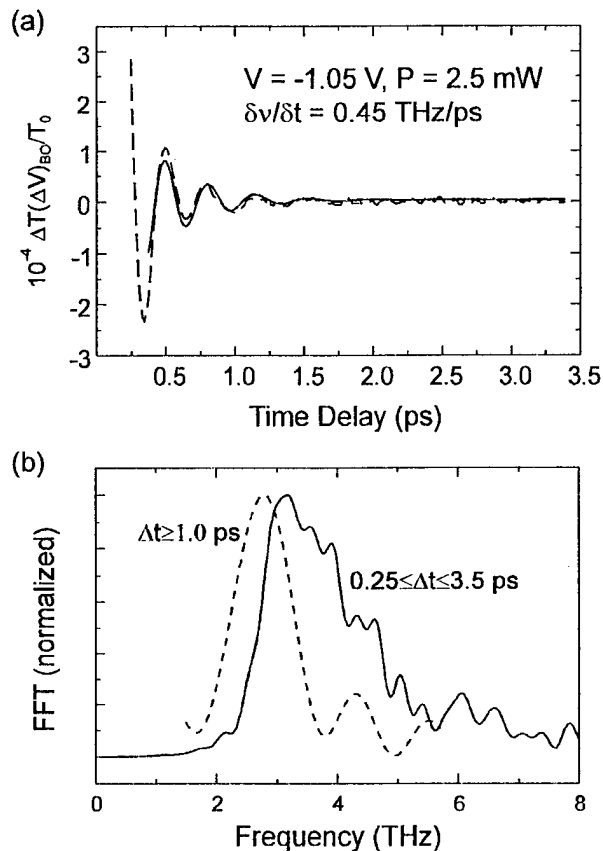 (a)
V = -1.05 V, P = 2.5 mW
δν/δt = 0.45 THz/ps
10⁻⁴ ΔT(ΔV)BO/T₀
3
2
1
0
-1
-2
-3
0.5 1.0 1.5 2.0 2.5 3.0 3.5
Time Delay (ps)
(b)
Δt≥1.0 ps
0.25≤Δt≤3.5 ps
FFT (normalized)
0 2 4 6 8
Frequency (THz)